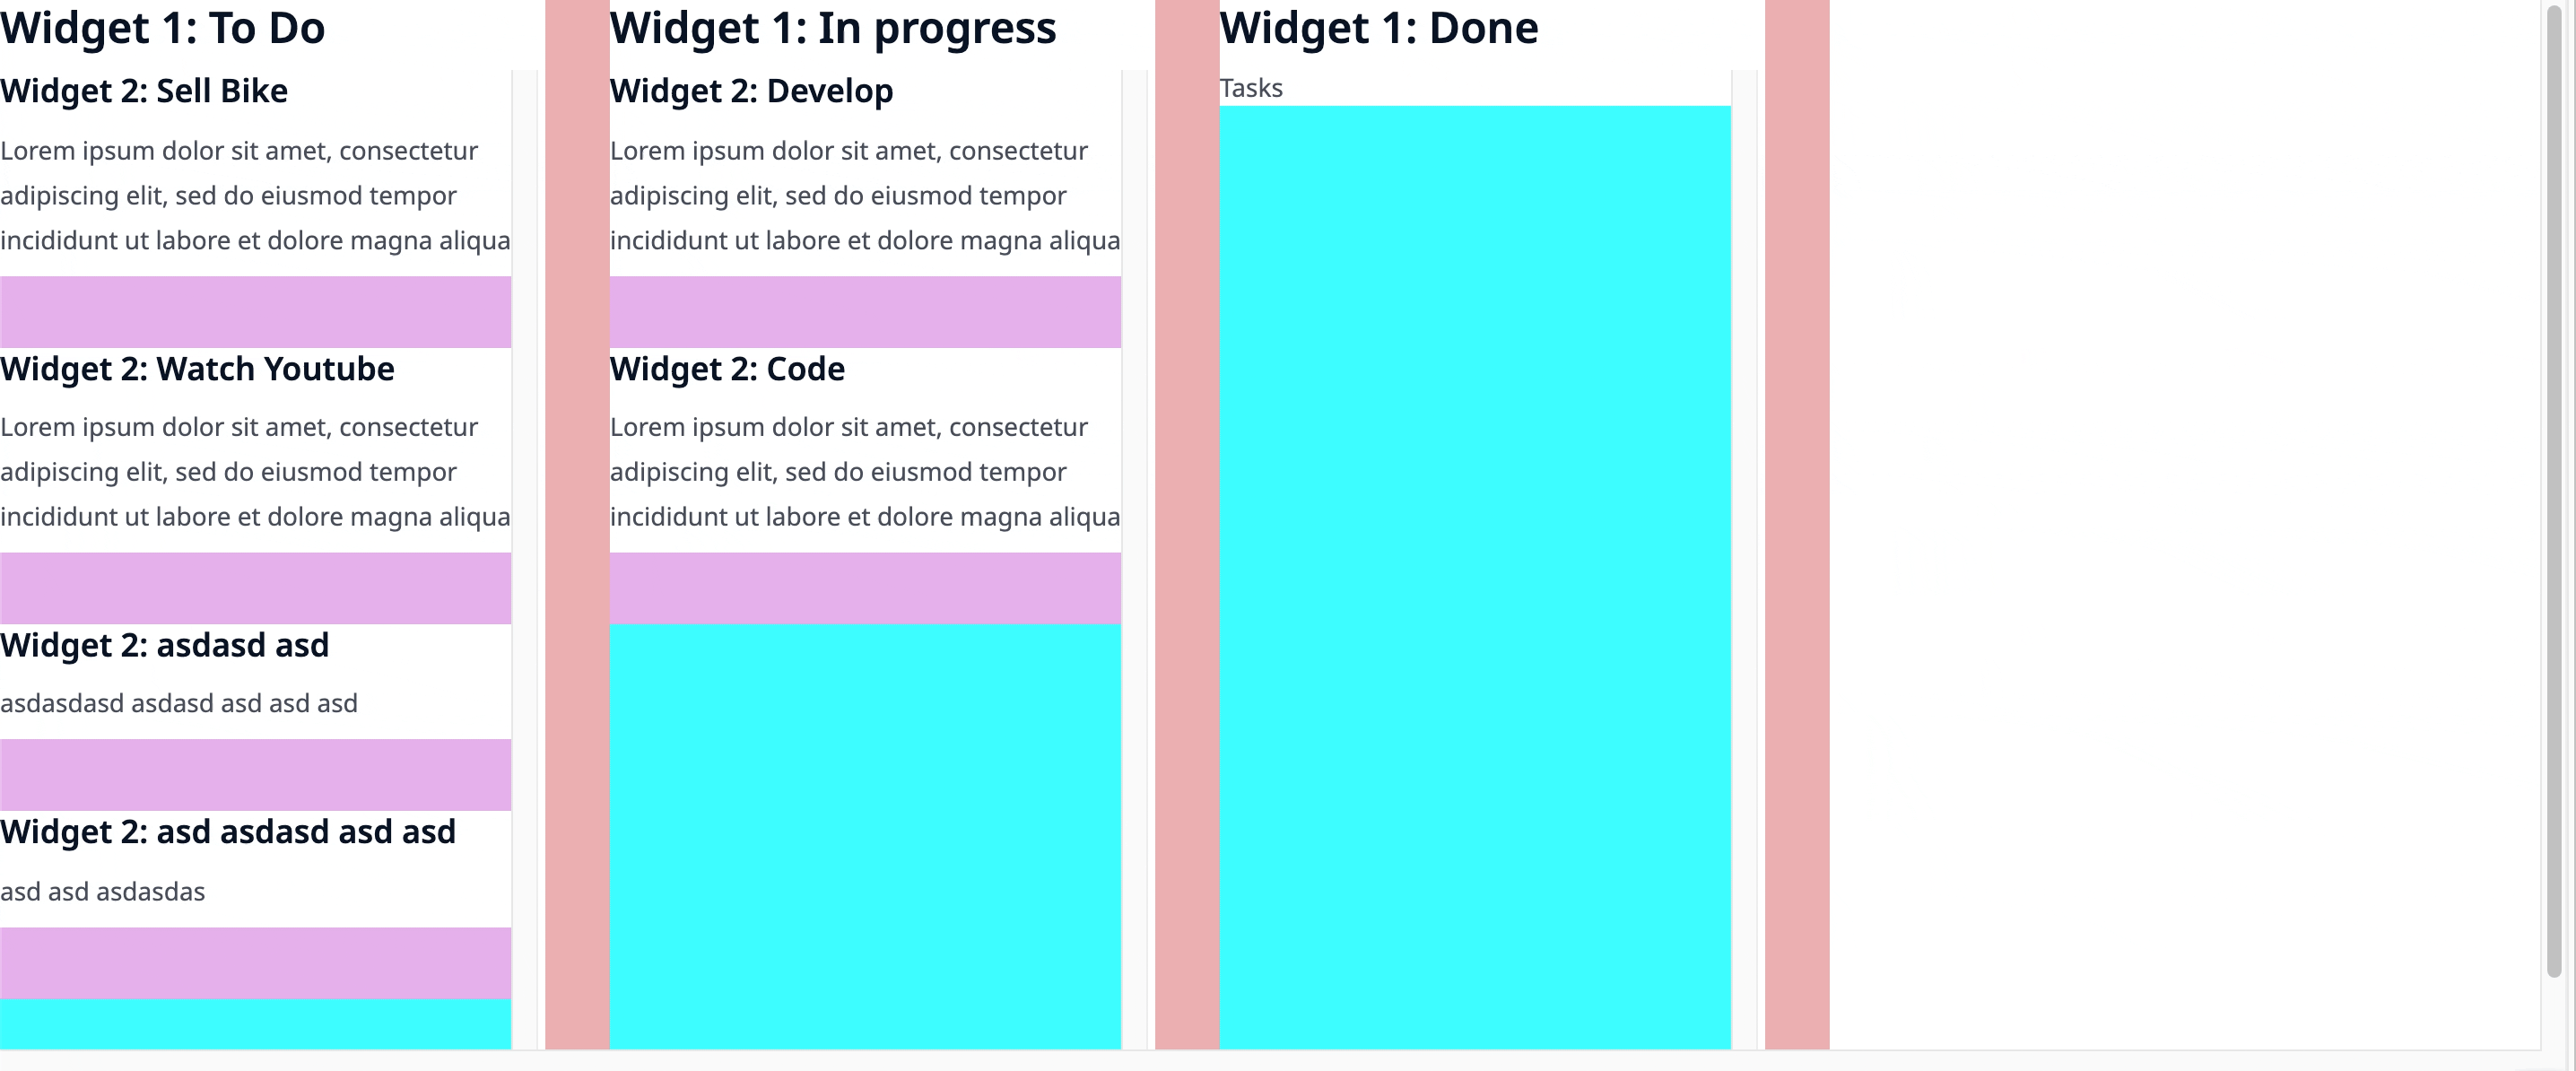 Widget 1: To Do
Widget 2: Sell Bike
Lorem ipsum dolor sit amet, consectetur
adipiscing elit, sed do eiusmod tempor
incididunt ut labore et dolore magna aliqua
Widget 2: Watch Youtube
Lorem ipsum dolor sit amet, consectetur
adipiscing elit, sed do eiusmod tempor
incididunt ut labore et dolore magna aliqua
Widget 2: asdasd asd
asdasdasd asdasd asd asd asd
Widget 2: asd asdasd asd asd
asd asd asdasdas
Widget 1: In progress
Widget 2: Develop
Lorem ipsum dolor sit amet, consectetur
adipiscing elit, sed do eiusmod tempor
incididunt ut labore et dolore magna aliqua
Widget 2: Code
Lorem ipsum dolor sit amet, consectetur
adipiscing elit, sed do eiusmod tempor
incididunt ut labore et dolore magna aliqua
Widget 1: Done
Tasks